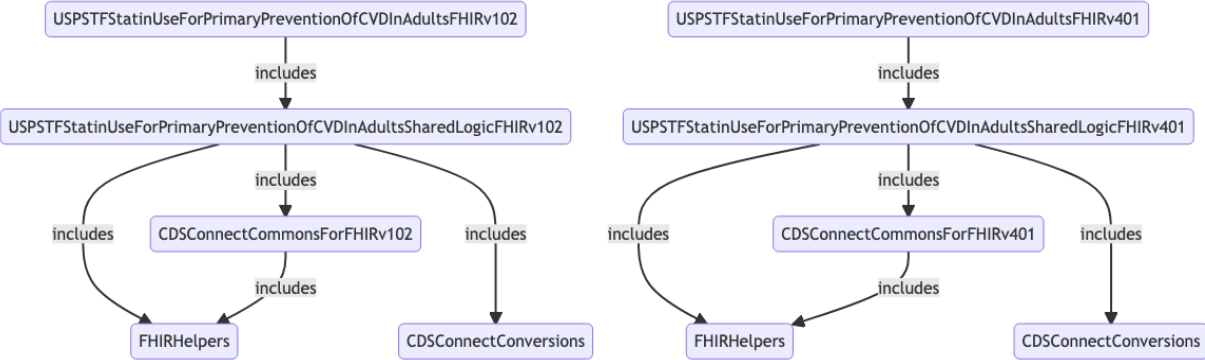 USPSTFStatinUseForPrimaryPreventionOfCVDInAdultsFHIRv102
USPSTFStatinUseForPrimaryPreventionOfCVDInAdultsFHIRv401
includes
includes
USPSTFStatinUseForPrimaryPreventionOfCVDInAdultsSharedLogicFHIRv102
USPSTFStatinUseForPrimaryPreventionOfCVDInAdultsSharedLogicFHIRv401
includes
includes
includes
CDSConnectCommonsForFHIRv102
includes
includes
CDSConnectCommonsForFHIRv401
includes
includes
includes
FHIRHelpers
CDSConnectConversions
FHIRHelpers
CDSConnectConversions